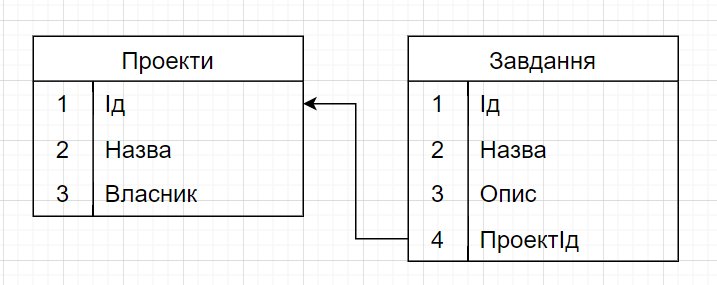 Проекти
1 Ід
2 Назва
3 Власник
Завдання
1 Ід
2 Назва
3 Опис
4 ПроектІд